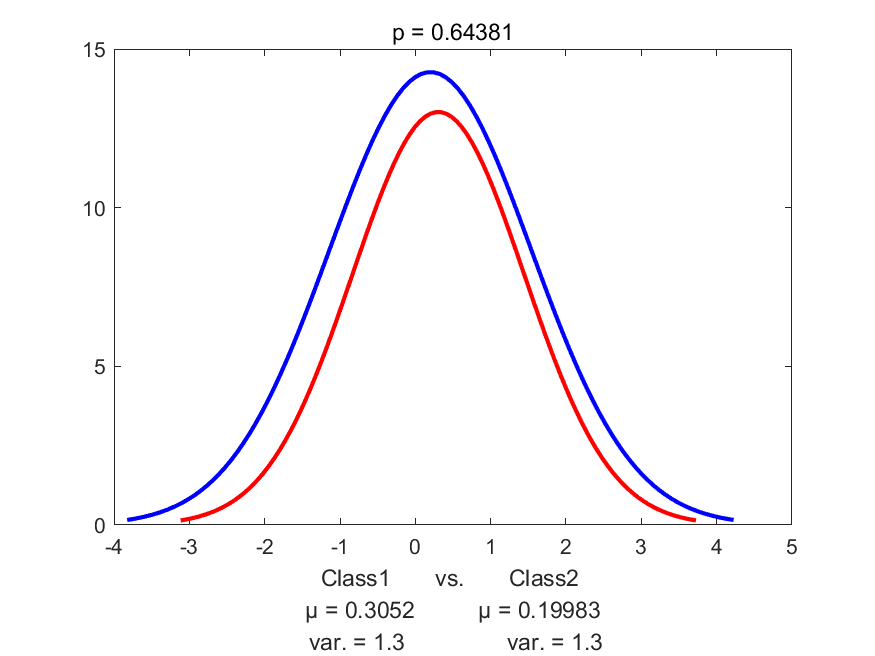 p = 0.64381
15
10
5
0
-4 -3 -2 -1 0 1 2 3 4 5
Class1 vs. Class2
μ = 0.3052 μ = 0.19983
var. = 1.3 var. = 1.3